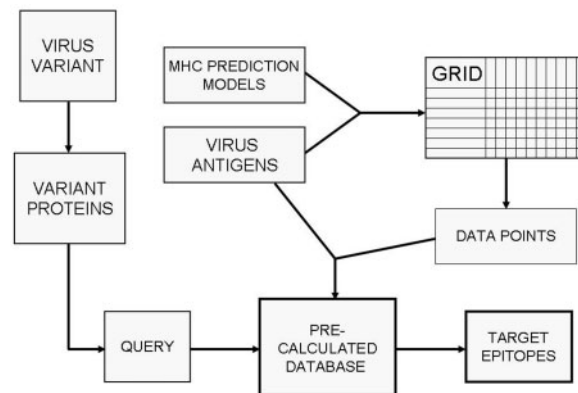 VIRUS
VARIANT
MHC PREDICTION
MODELS
GRID
VIRUS
ANTIGENS
VARIANT
PROTEINS
DATA POINTS
QUERY
PRE-
CALCULATED
DATABASE
TARGET
EPITOPES